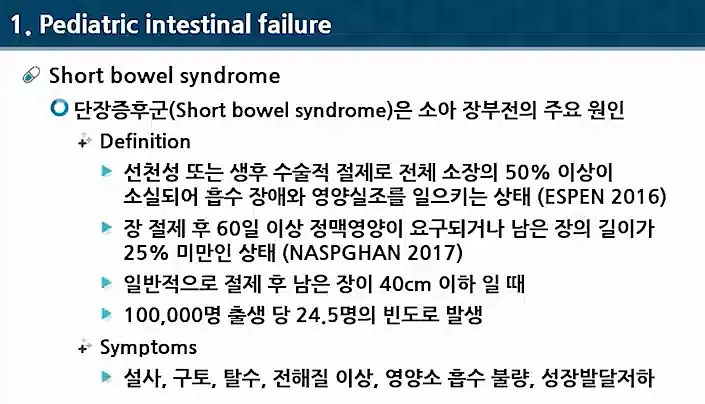 1. Pediatric intestinal failure
Short bowel syndrome
단장증후군(Short bowel syndrome)은 소아 장부전의 주요 원인
Definition
선천성 또는 생후 수술적 절제로 전체 소장의 50% 이상이
소실되어 흡수 장애와 영양실조를 일으키는 상태 (ESPEN 2016)
장 절제 후 60일 이상 정맥영양이 요구되거나 남은 장의 길이가
25% 미만인 상태 (NASPGHAN 2017)
일반적으로 절제 후 남은 장이 40cm 이하 일 때
100,000명 출생 당 24.5명의 빈도로 발생
Symptoms
설사, 구토, 탈수, 전해질 이상, 영양소 흡수 불량, 성장발달저하